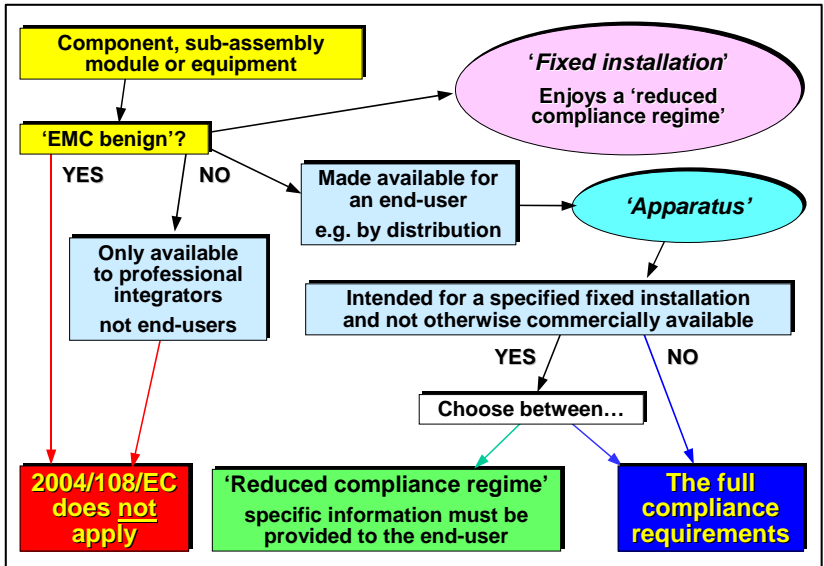 Component, sub-assembly
module or equipment
‘Fixed installation’
Enjoys a ‘reduced
compliance regime’
‘EMC benign’?
YES
NO
Made available for
an end-user
e.g. by distribution
‘Apparatus’
Only available
to professional
integrators
not end-users
Intended for a specified fixed installation
and not otherwise commercially available
YES
NO
Choose between…
2004/108/EC
does not
apply
‘Reduced compliance regime’
specific information must be
provided to the end-user
The full
compliance
requirements